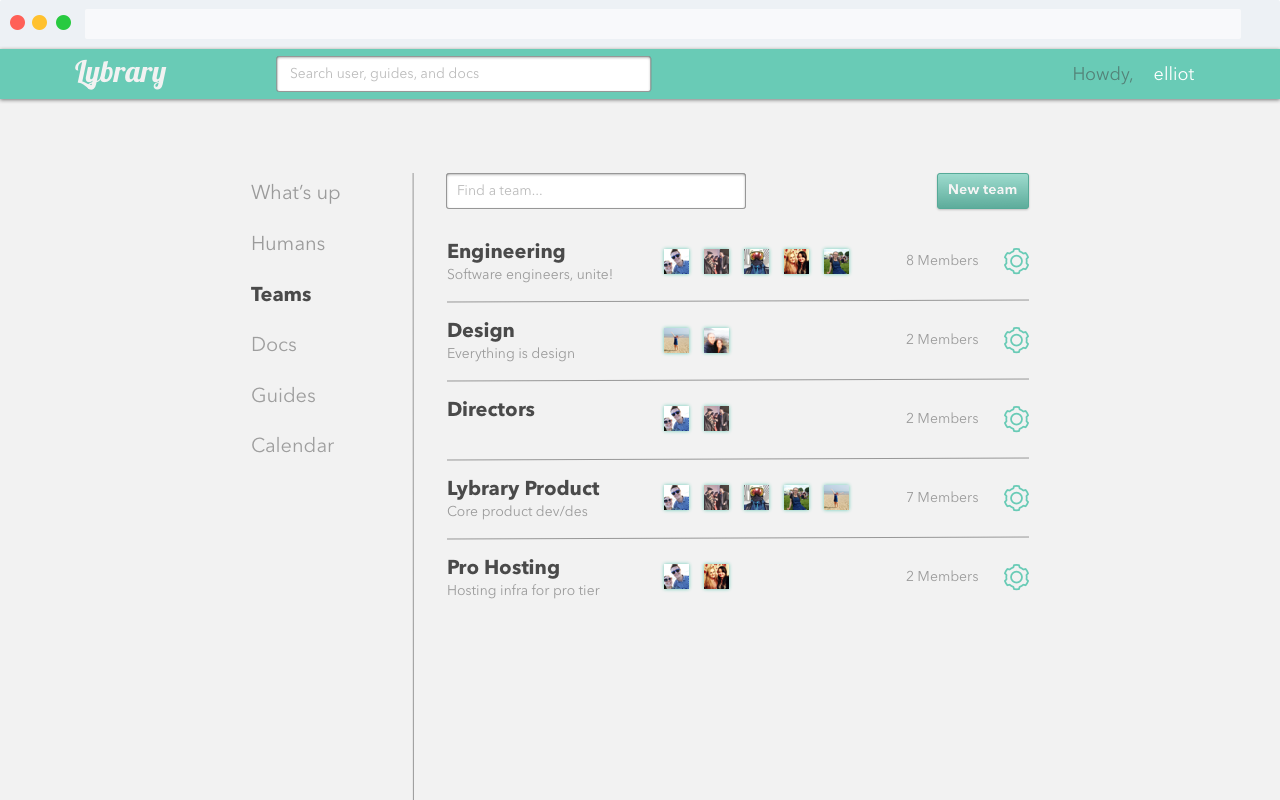 Lybrary
Search user, guides, and docs
Howdy, elliot
What's up
Humans
Teams
Docs
Guides
Calendar
Find a team...
New team
Engineering
Software engineers, unite!
8 Members
Design
Everything is design
2 Members
Directors
2 Members
Lybrary Product
Core product dev/des
7 Members
Pro Hosting
Hosting infra for pro tier
2 Members